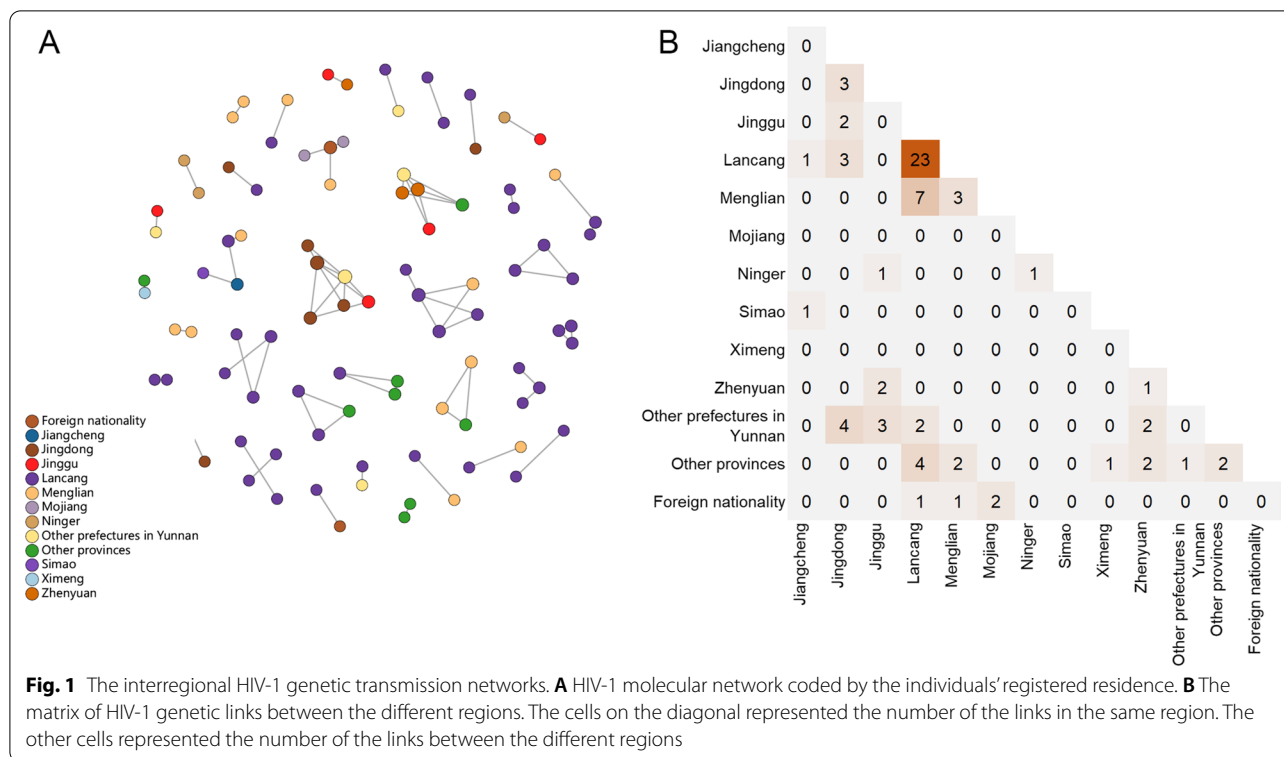 A
Foreign nationality
Jiangcheng
Jingdong
Jinggu
Lancang
Menglian
Mojiang
Ninger
Other prefectures in Yunnan
Other provinces
Simao
Ximeng
Zhenyuan
B
Jiangcheng 0
Jingdong 0 3
Jinggu 0 2 0
Lancang 1 3 0 23
Menglian 0 0 0 7 3
Mojiang 0 0 0 0 0 0
Ninger 0 0 1 0 0 0 1
Simao 1 0 0 0 0 0 0 0
Ximeng 0 0 0 0 0 0 0 0 0
Zhenyuan 0 0 2 0 0 0 0 0 0 1
Other prefectures in
Yunnan 0 4 3 2 0 0 0 0 0 2 0
Other provinces 0 0 0 4 2 0 0 0 1 2 1 2
Foreign nationality 0 0 0 1 1 2 0 0 0 0 0 0 0
Jiangcheng
Jingdong
Jinggu
Lancang
Menglian
Mojiang
Ninger
Simao
Ximeng
Zhenyuan
Other prefectures in
Yunnan
Other provinces
Foreign nationality
Fig. 1 The interregional HIV-1 genetic transmission networks. A HIV-1 molecular network coded by the individuals’ registered residence. B The
matrix of HIV-1 genetic links between the different regions. The cells on the diagonal represented the number of the links in the same region. The
other cells represented the number of the links between the different regions